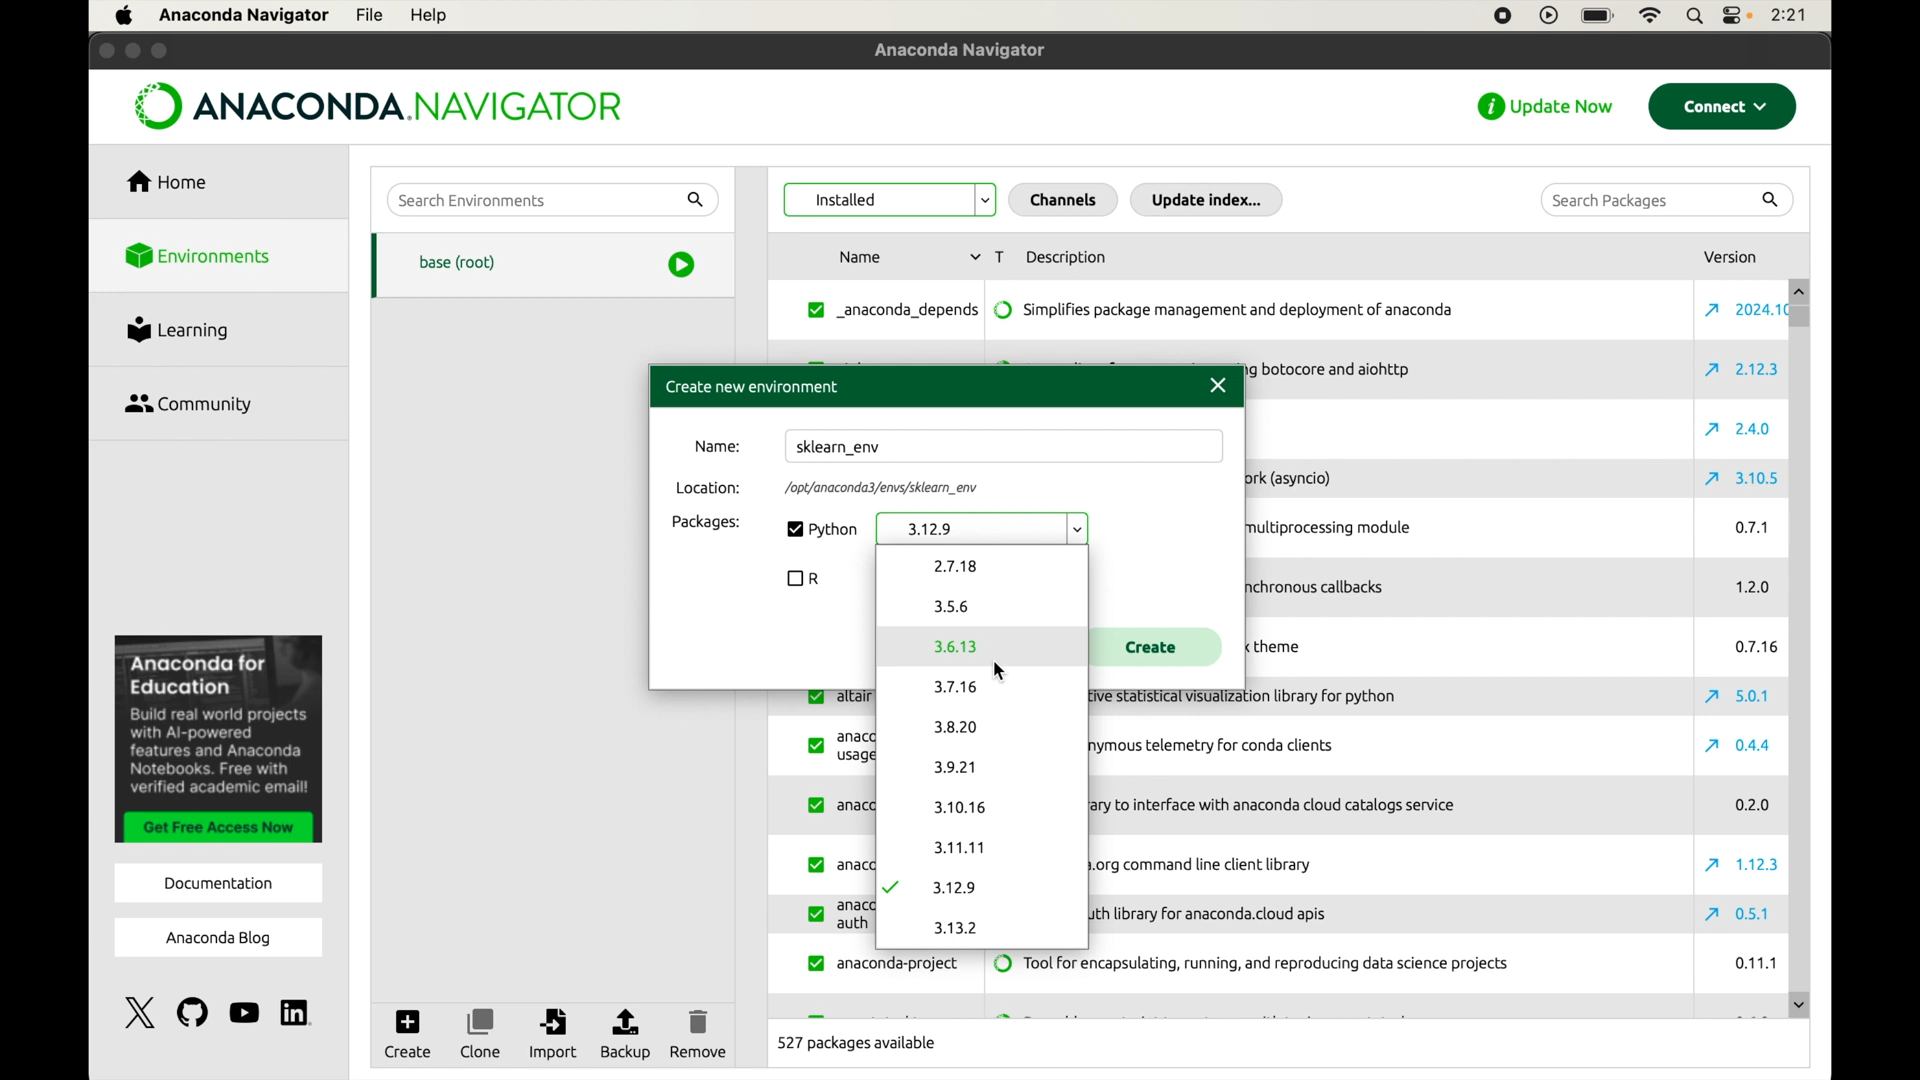 Anaconda Navigator File Help 2:21
Anaconda Navigator
ANACONDA.NAVIGATOR
Update Now
Connect
Home
Environments
Learning
Community
Anaconda for
Education
Build real world projects
with AI-powered
features and Anaconda
Notebooks. Free with
verified academic email!
Get Free Access Now
Documentation
Anaconda Blog
Search Environments
base (root)
Create Clone Import Backup Remove
Installed Channels Update index... Search Packages
Name T Description Version
_anaconda_depends Simplifies package management and deployment of anaconda 2024.10
g botocore and aiohttp 2.12.3
2.4.0
ork (asyncio) 3.10.5
multiprocessing module 0.7.1
nchronous callbacks 1.2.0
theme 0.7.16
altair tive statistical visualization library for python 5.0.1
anaco
usage
nymous telemetry for conda clients 0.4.4
anaco rary to interface with anaconda cloud catalogs service 0.2.0
anaco a.org command line client library 1.12.3
anaco
auth
uth library for anaconda.cloud apis 0.5.1
anaconda-project Tool for encapsulating, running, and reproducing data science projects 0.11.1
527 packages available
Create new environment
Name: sklearn_env
Location: /opt/anaconda3/envs/sklearn_env
Packages: Python 3.12.9
R
2.7.18
3.5.6
3.6.13
3.7.16
3.8.20
3.9.21
3.10.16
3.11.11
3.12.9
3.13.2
Create